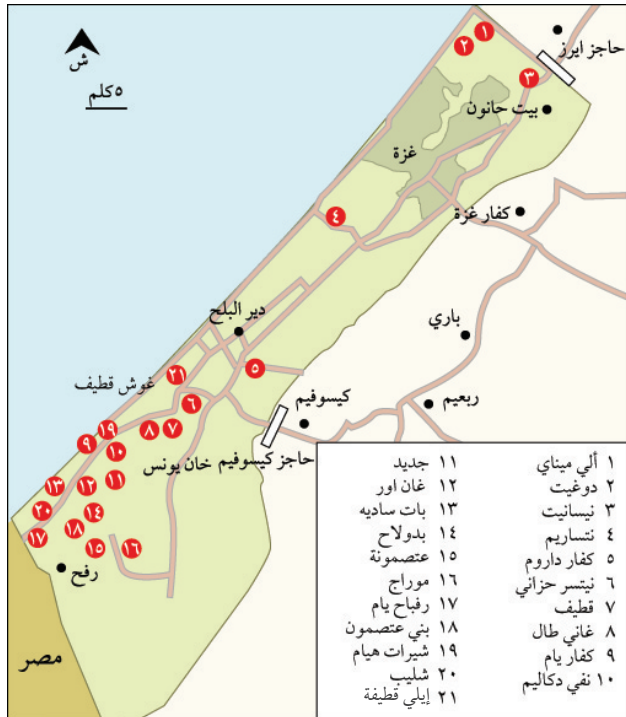 ش
٥كلم
١
٢
حاجز ايرز
٣
بيت حانون
غزة
٤
كفار غزة
دير البلح
باري
٥
٢١
غوش قطيف
ربعيم
٦
كيسوفيم
٧
٨
١٩
٩
حاجز كيسوفيم
خان يونس
١٠
١١
١٢
١٣
٢٠
١٤
١٨
١٧
١٥
١٦
رفح
مصر
١ ألي ميناي
٢ دوغيت
٣ نيسانيت
٤ نتساريم
٥ كفار داروم
٦ نيتسر حزاني
٧ قطيف
٨ غاني طال
٩ كفار يام
١٠ نفي دكاليم
١١ جديد
١٢ غان اور
١٣ بات ساديه
١٤ بدولاح
١٥ عتصمونة
١٦ موراج
١٧ رفباح يام
١٨ بني عتصمون
١٩ شيرات هيام
٢٠ شليب
٢١ إيلي قطيفة